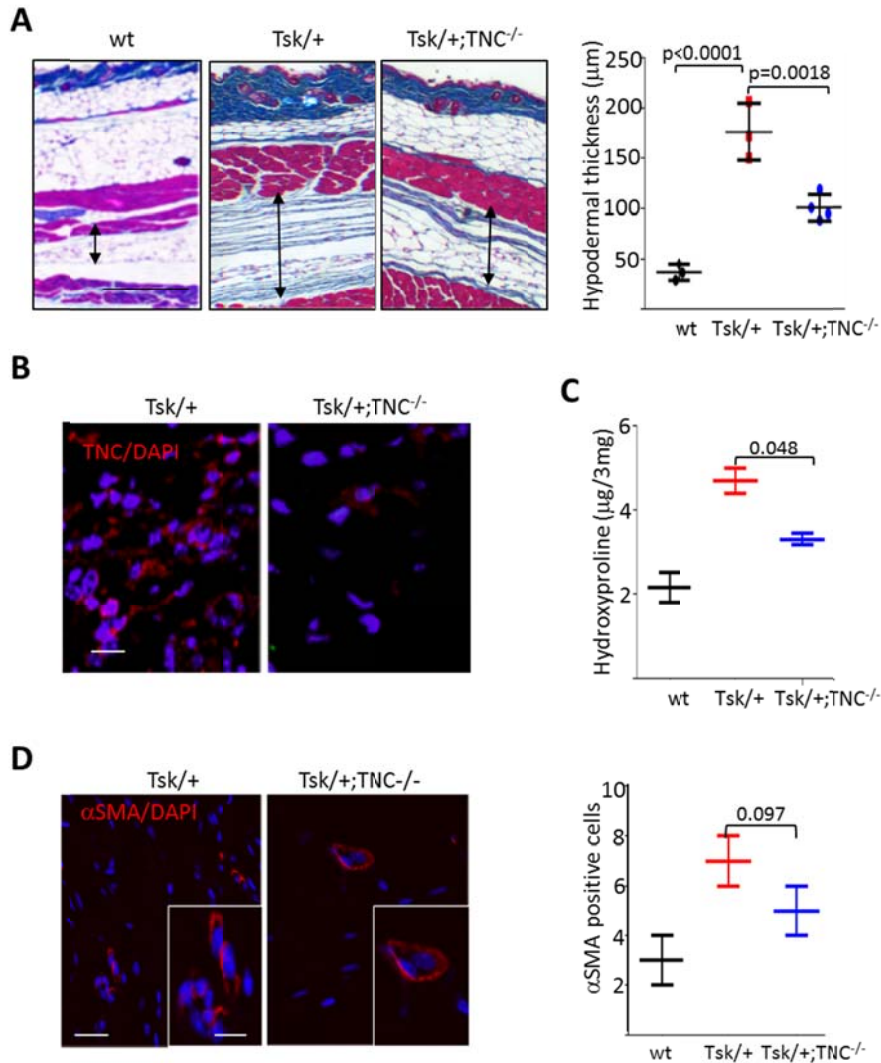 A
wt
Tsk/+
Tsk/+;TNC-/-
Hypodermal thickness (μm)
250
200
150
100
50
p<0.0001
p=0.0018
wt
Tsk/+
Tsk/+;TNC-/-
B
Tsk/+
Tsk/+;TNC-/-
TNC/DAPI
C
Hydroxyproline (μg/3mg)
6
4
2
0.048
wt
Tsk/+
Tsk/+;TNC-/-
D
Tsk/+
Tsk/+;TNC-/-
αSMA/DAPI
αSMA positive cells
10
8
6
4
2
0.097
wt
Tsk/+
Tsk/+;TNC-/-